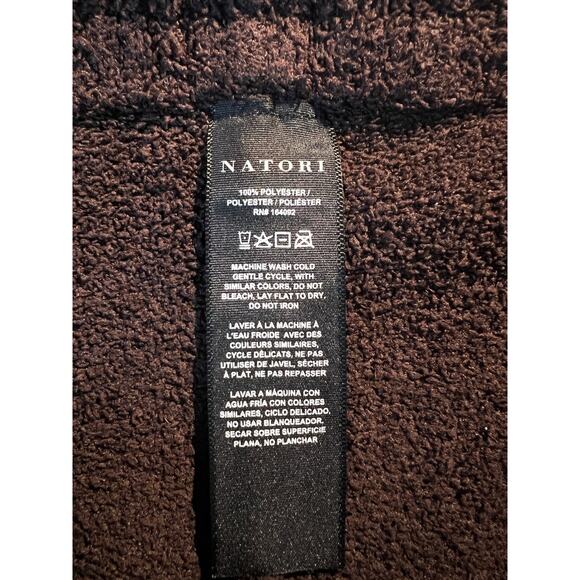 NATORI
100% POLYESTER /
POLYESTER / POLIÉSTER
RN# 164092
MACHINE WASH COLD
GENTLE CYCLE, WITH
SIMILAR COLORS, DO NOT
BLEACH, LAY FLAT TO DRY,
DO NOT IRON
LAVER À LA MACHINE À
L'EAU FROIDE AVEC DES
COULEURS SIMILAIRES,
CYCLE DÉLICATS, NE PAS
UTILISER DE JAVEL, SÉCHER
À PLAT, NE PAS REPASSER
LAVAR A MÁQUINA CON
AGUA FRÍA CON COLORES
SIMILARES, CICLO DELICADO,
NO USAR BLANQUEADOR,
SECAR SOBRE SUPERFICIE
PLANA, NO PLANCHAR